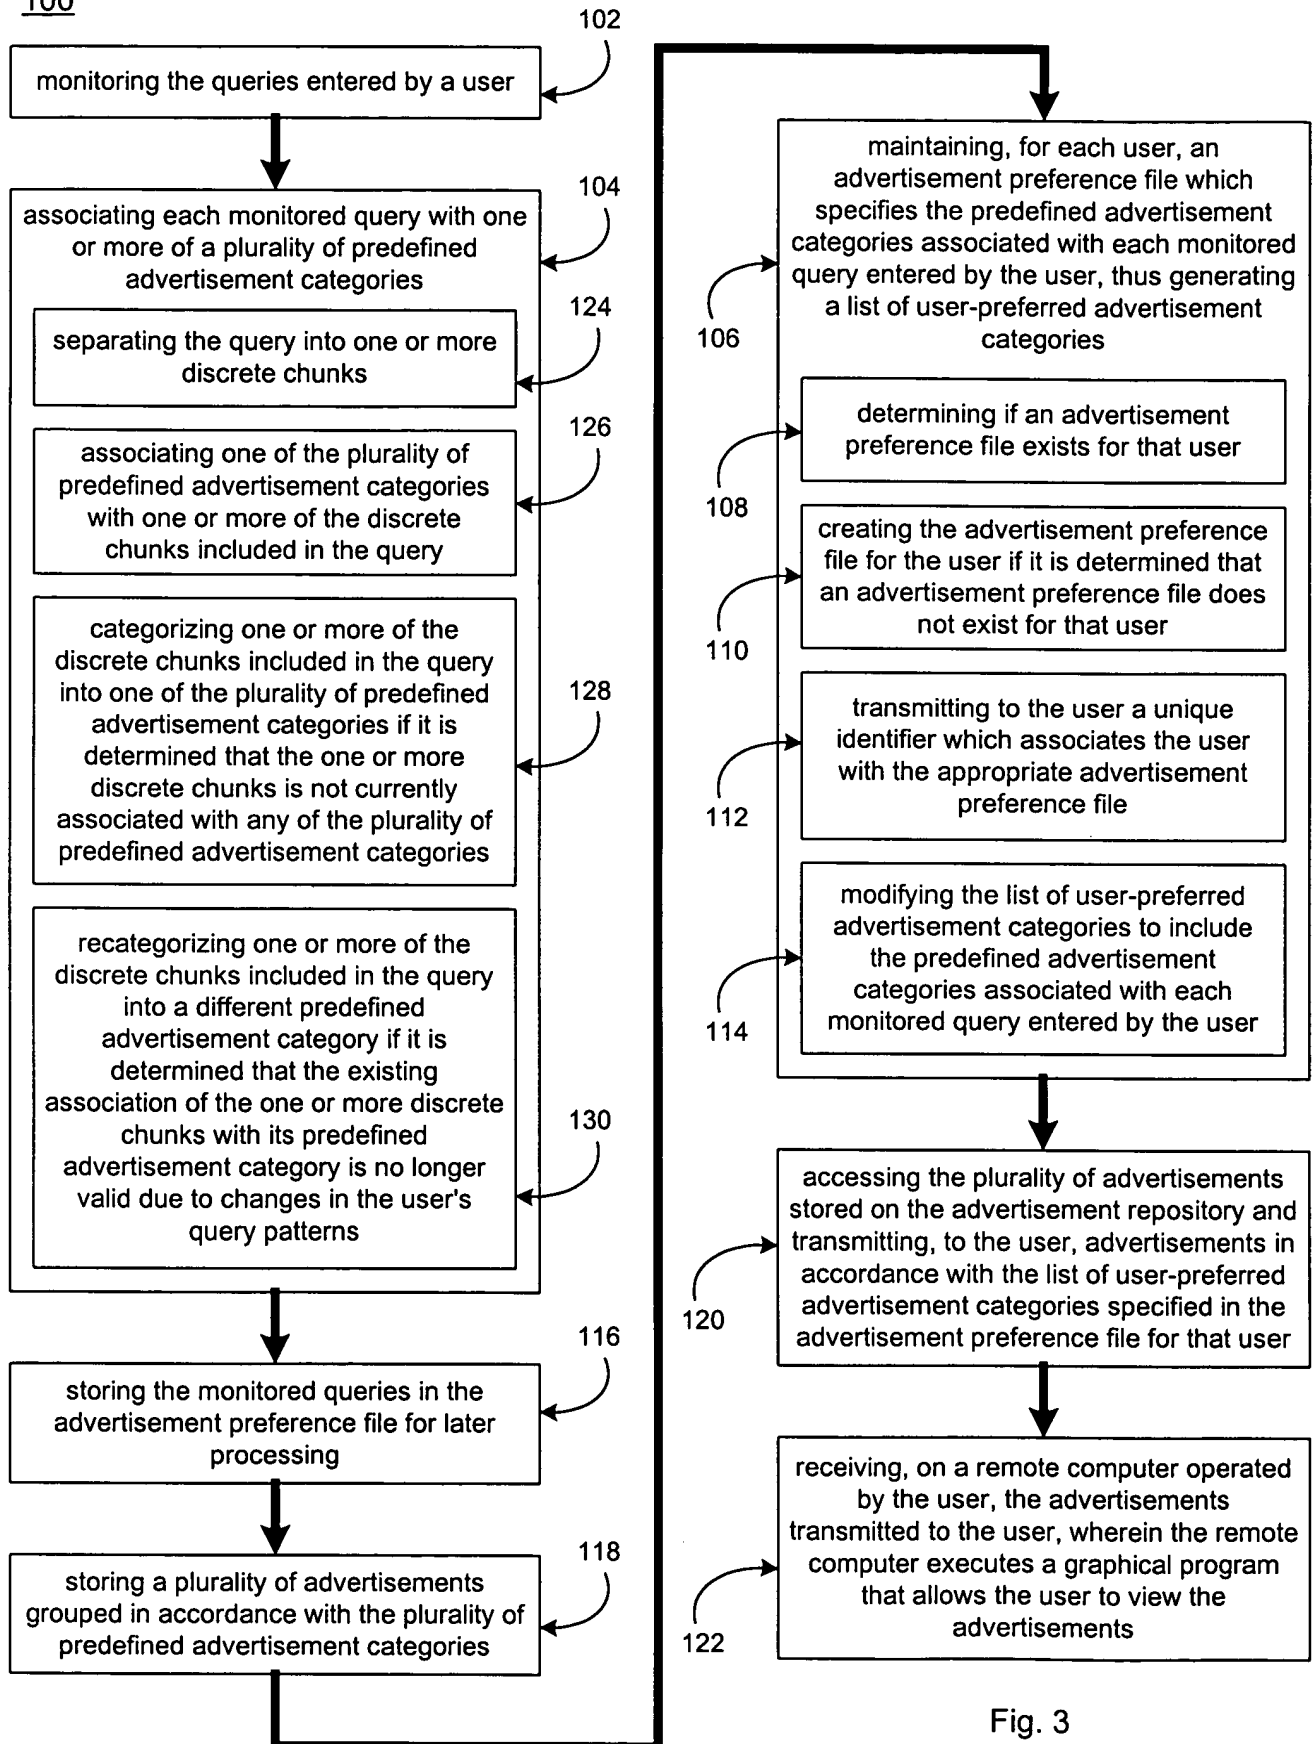 100
102
monitoring the queries entered by a user
104
associating each monitored query with one
or more of a plurality of predefined
advertisement categories
124
separating the query into one or more
discrete chunks
126
associating one of the plurality of
predefined advertisement categories
with one or more of the discrete
chunks included in the query
128
categorizing one or more of the
discrete chunks included in the query
into one of the plurality of predefined
advertisement categories if it is
determined that the one or more
discrete chunks is not currently
associated with any of the plurality of
predefined advertisement categories
130
recategorizing one or more of the
discrete chunks included in the query
into a different predefined
advertisement category if it is
determined that the existing
association of the one or more discrete
chunks with its predefined
advertisement category is no longer
valid due to changes in the user's
query patterns
116
storing the monitored queries in the
advertisement preference file for later
processing
118
storing a plurality of advertisements
grouped in accordance with the plurality of
predefined advertisement categories
maintaining, for each user, an
advertisement preference file which
specifies the predefined advertisement
categories associated with each monitored
query entered by the user, thus generating
a list of user-preferred advertisement
categories
106
determining if an advertisement
preference file exists for that user
108
creating the advertisement preference
file for the user if it is determined that
an advertisement preference file does
not exist for that user
110
transmitting to the user a unique
identifier which associates the user
with the appropriate advertisement
preference file
112
modifying the list of user-preferred
advertisement categories to include
the predefined advertisement
categories associated with each
monitored query entered by the user
114
accessing the plurality of advertisements
stored on the advertisement repository and
transmitting, to the user, advertisements in
accordance with the list of user-preferred
advertisement categories specified in the
advertisement preference file for that user
120
receiving, on a remote computer operated
by the user, the advertisements
transmitted to the user, wherein the remote
computer executes a graphical program
that allows the user to view the
advertisements
122
Fig. 3